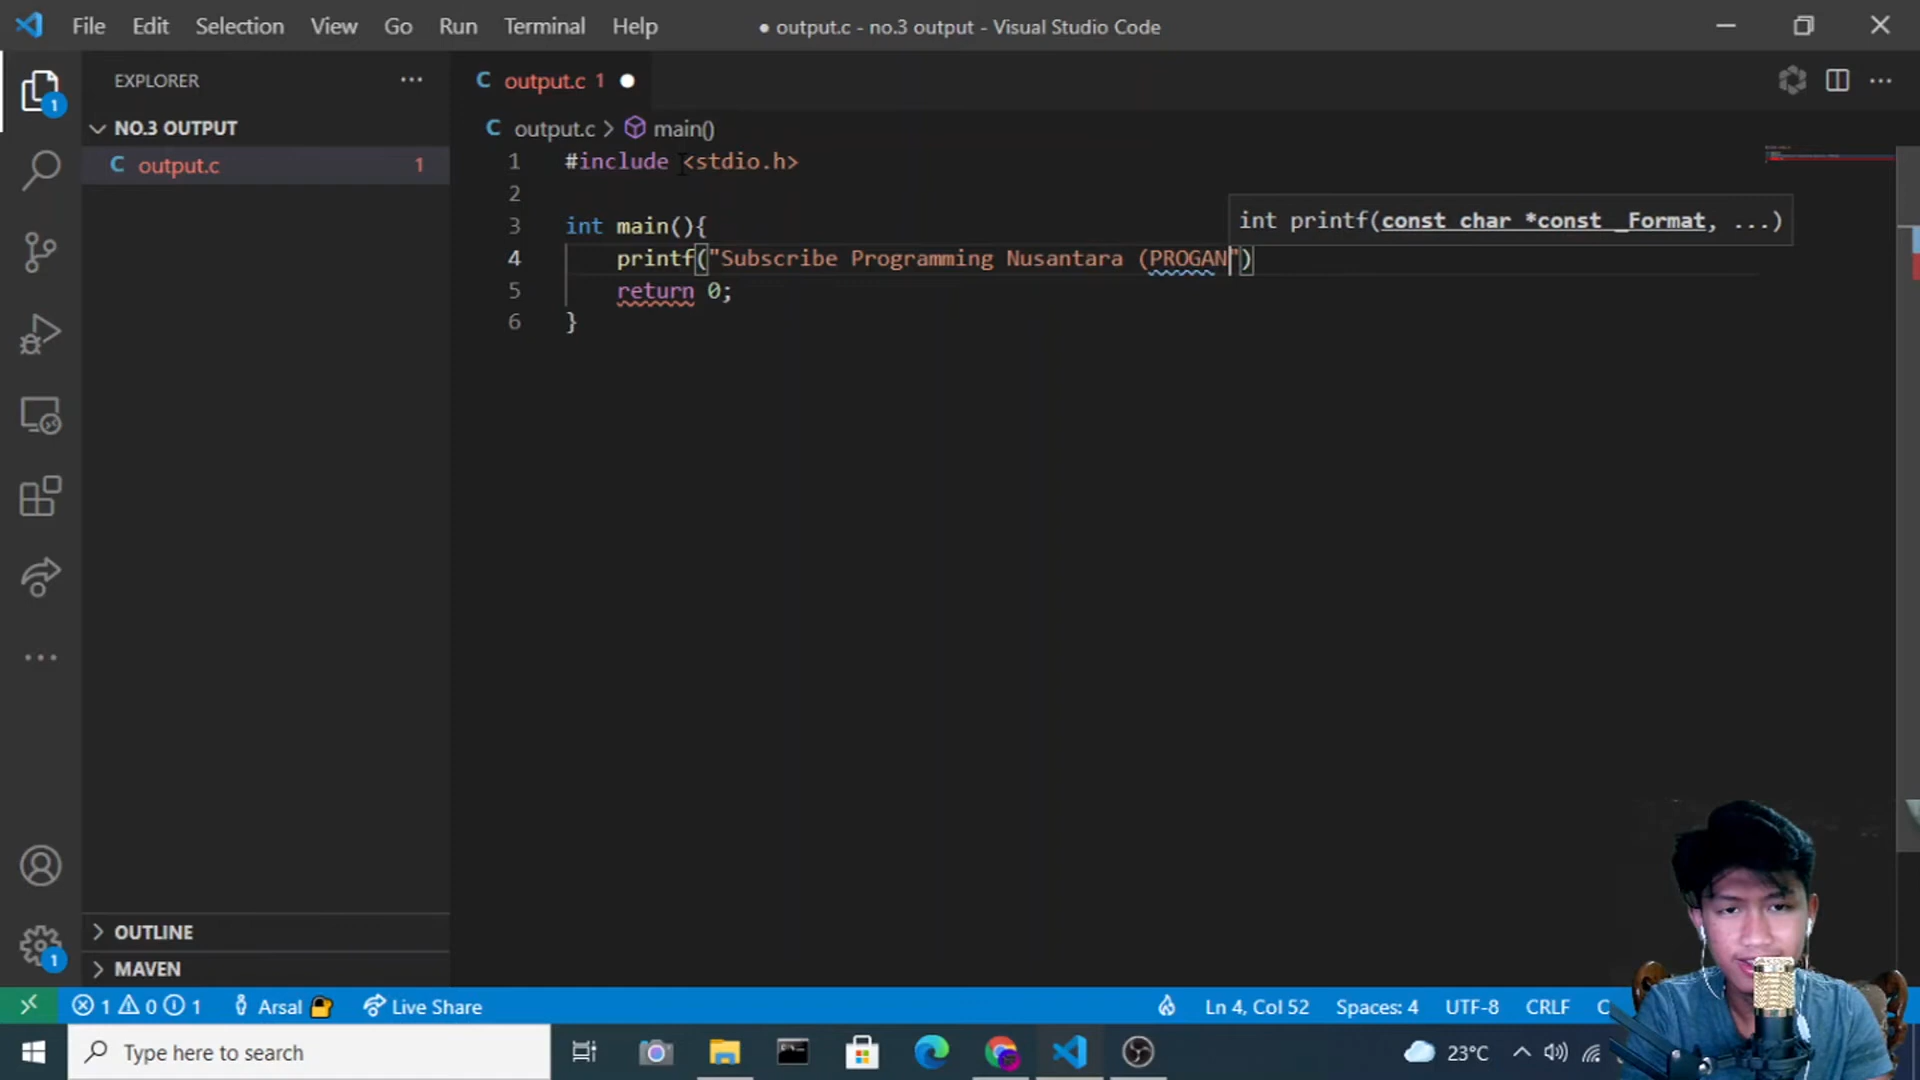 File Edit Selection View Go Run Terminal Help
● output.c - no.3 output - Visual Studio Code
EXPLORER
NO.3 OUTPUT
C output.c 1
C output.c 1 ●
C output.c > main()
1 #include <stdio.h>
2
3 int main(){
int printf(const char *const _Format, ...)
4 printf("Subscribe Programming Nusantara (PROGAN")
5 return 0;
6 }
1
1
OUTLINE
MAVEN
1 0 1 Arsal Live Share
Ln 4, Col 52 Spaces: 4 UTF-8 CRLF C
Type here to search
23°C